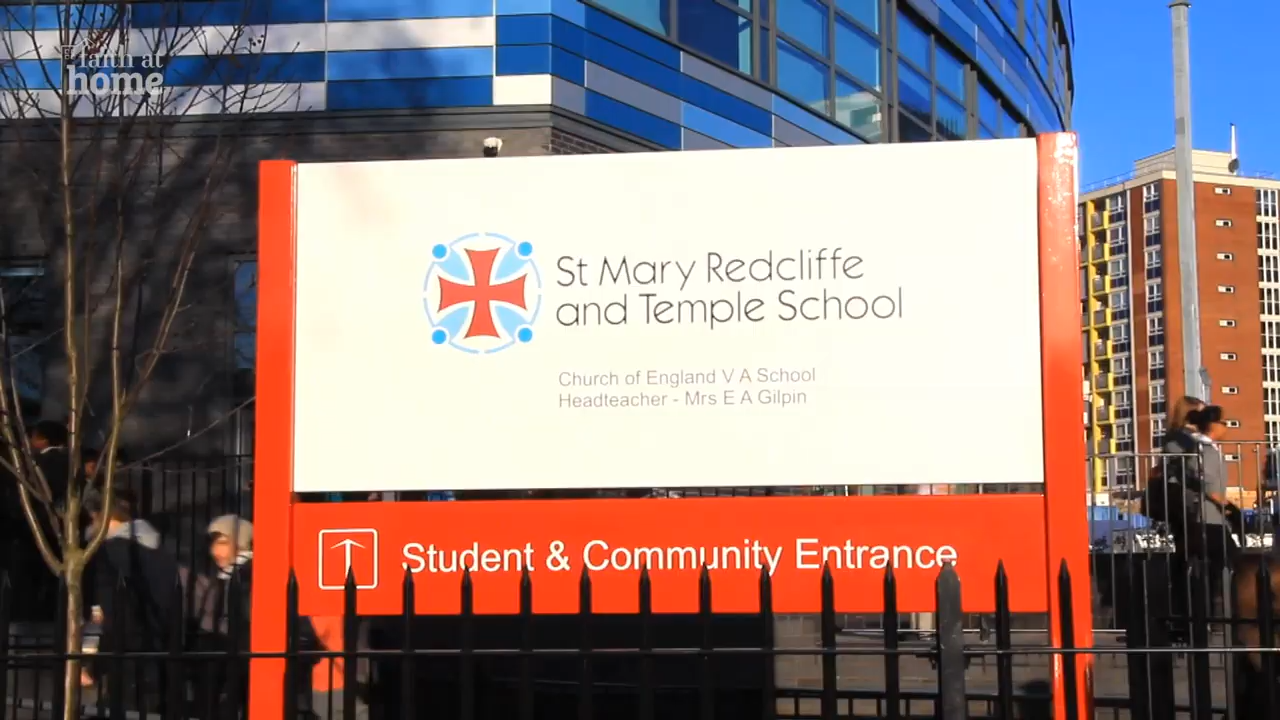 faith at
home
St Mary Redcliffe
and Temple School
Church of England V A School
Headteacher - Mrs E A Gilpin
Student & Community Entrance